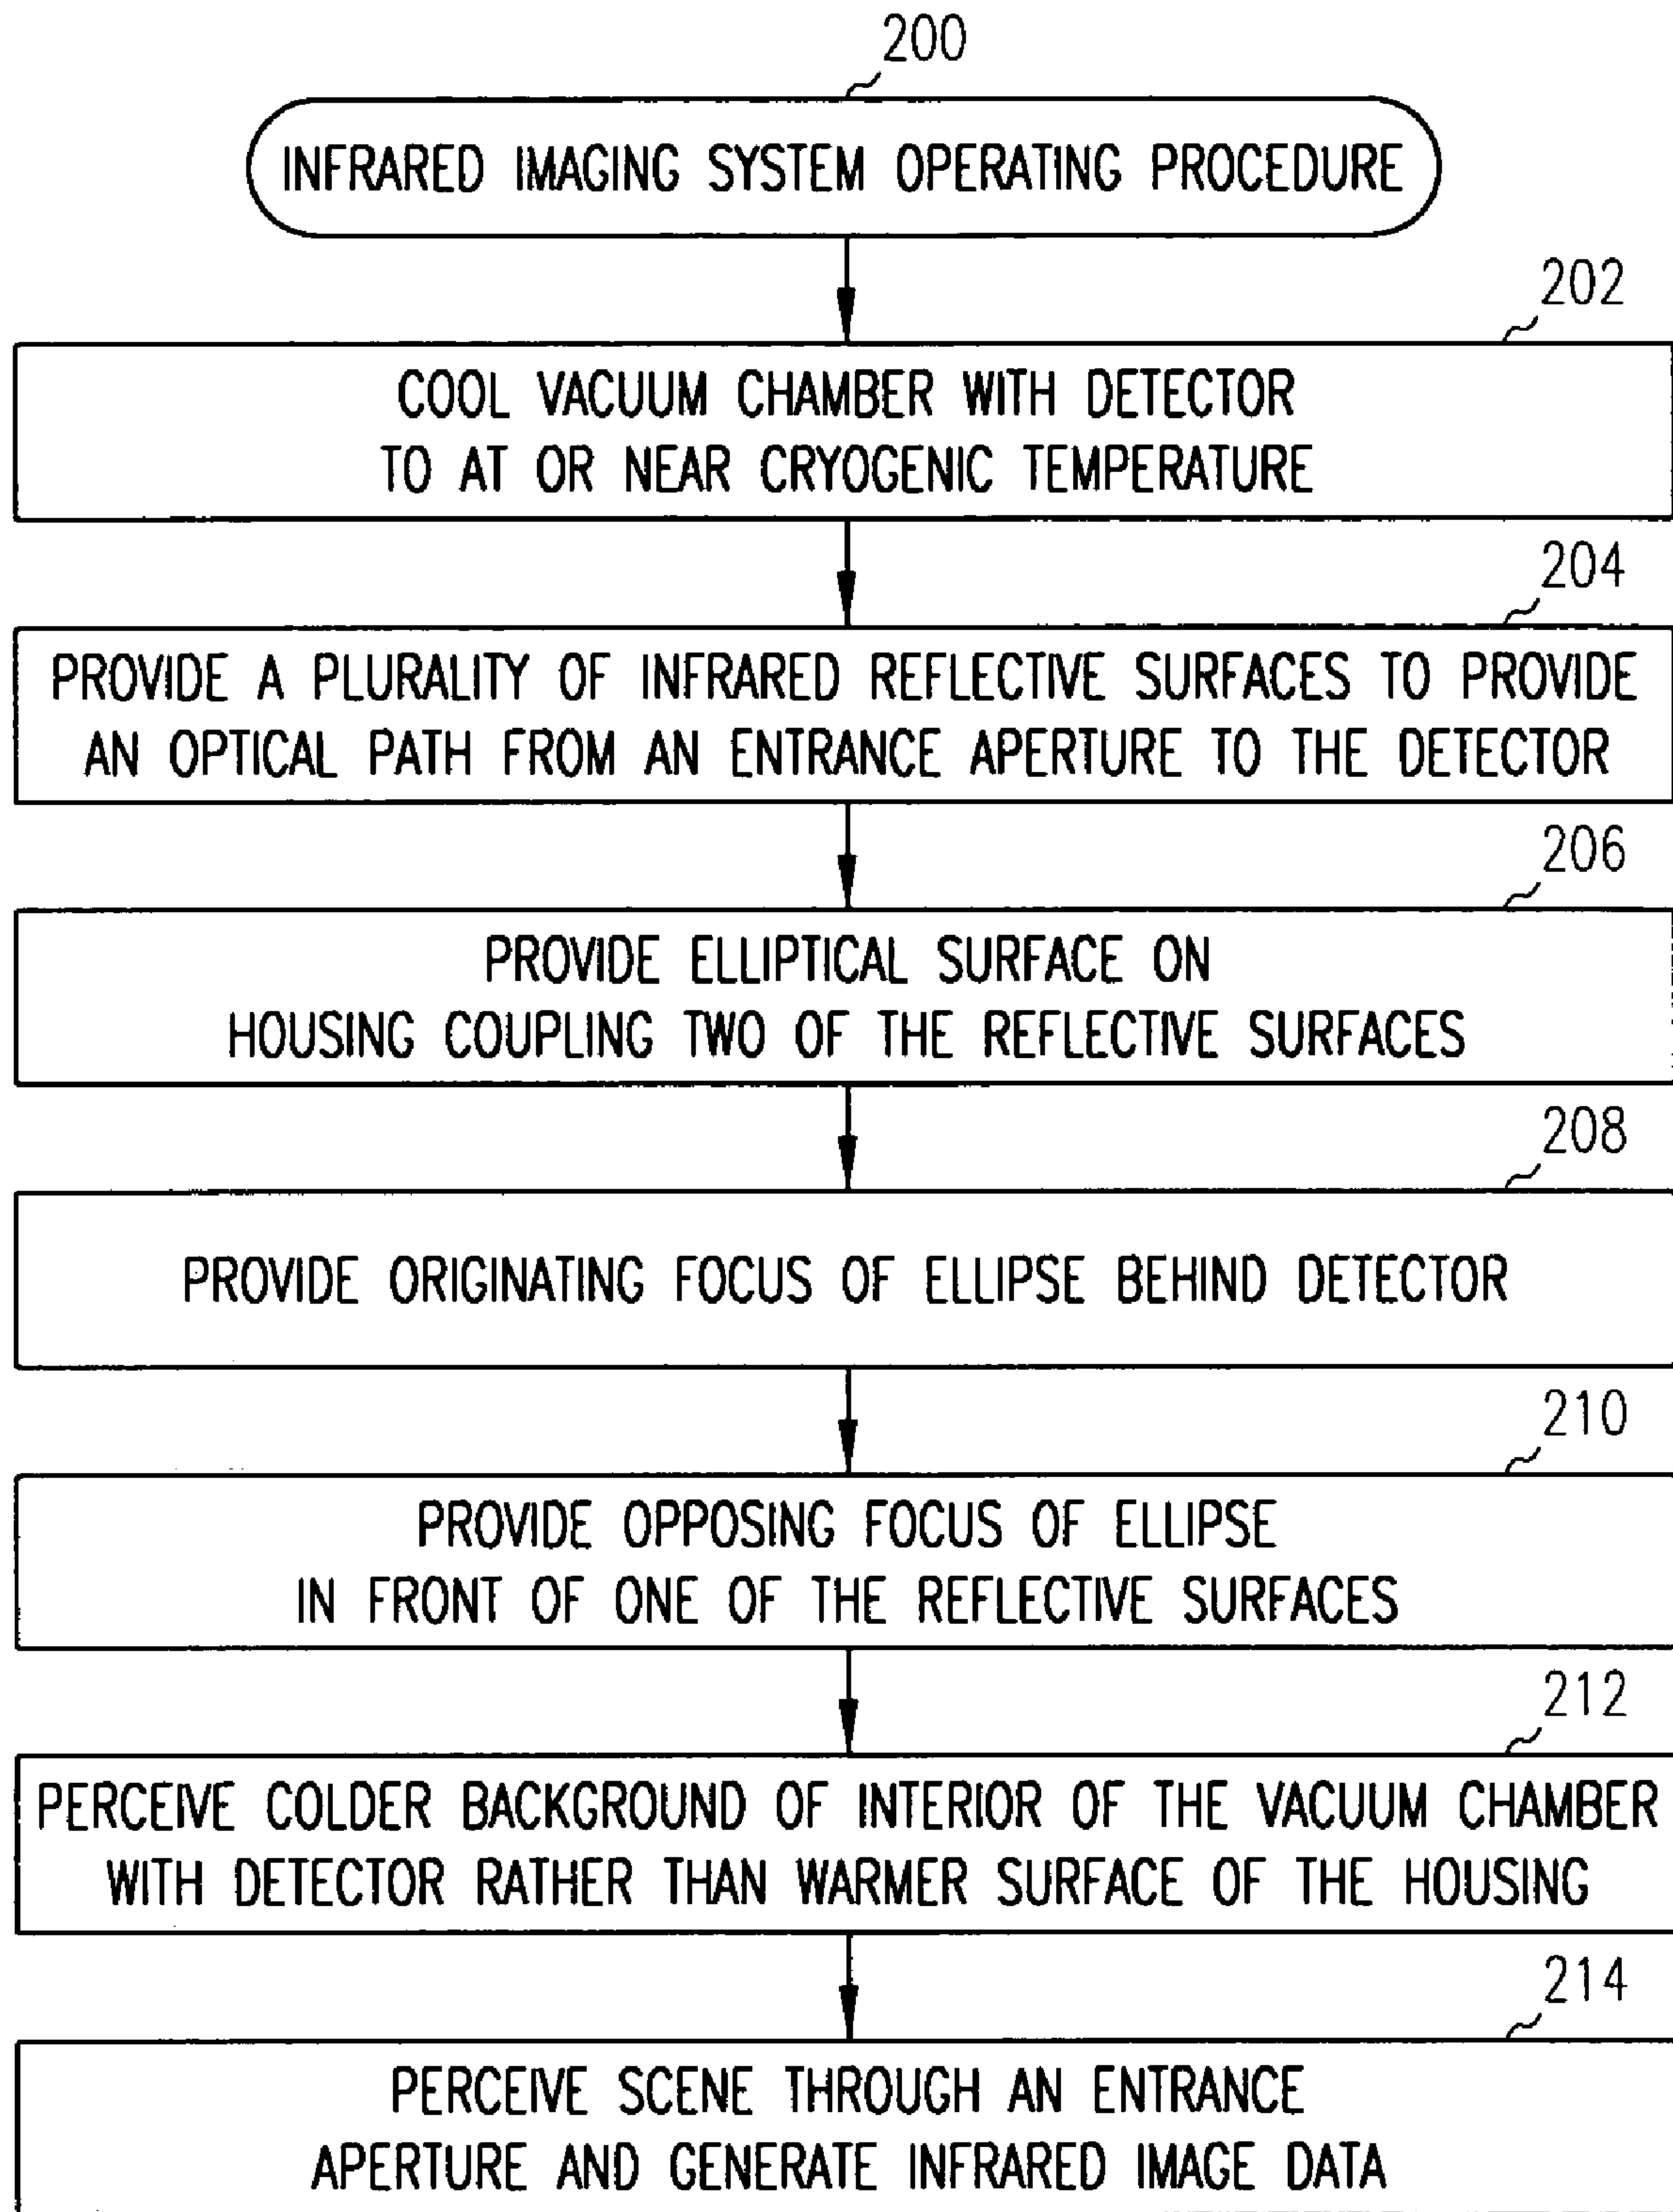 200
INFRARED IMAGING SYSTEM OPERATING PROCEDURE
202
COOL VACUUM CHAMBER WITH DETECTOR
TO AT OR NEAR CRYOGENIC TEMPERATURE
204
PROVIDE A PLURALITY OF INFRARED REFLECTIVE SURFACES TO PROVIDE
AN OPTICAL PATH FROM AN ENTRANCE APERTURE TO THE DETECTOR
206
PROVIDE ELLIPTICAL SURFACE ON
HOUSING COUPLING TWO OF THE REFLECTIVE SURFACES
208
PROVIDE ORIGINATING FOCUS OF ELLIPSE BEHIND DETECTOR
210
PROVIDE OPPOSING FOCUS OF ELLIPSE
IN FRONT OF ONE OF THE REFLECTIVE SURFACES
212
PERCEIVE COLDER BACKGROUND OF INTERIOR OF THE VACUUM CHAMBER
WITH DETECTOR RATHER THAN WARMER SURFACE OF THE HOUSING
214
PERCEIVE SCENE THROUGH AN ENTRANCE
APERTURE AND GENERATE INFRARED IMAGE DATA